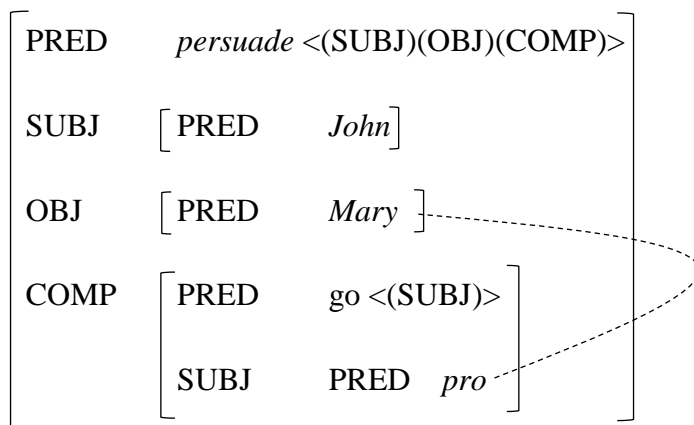 PRED persuade <(SUBJ)(OBJ)(COMP)>
SUBJ [ PRED John ]
OBJ [ PRED Mary ]
COMP PRED go <(SUBJ)>
SUBJ PRED pro